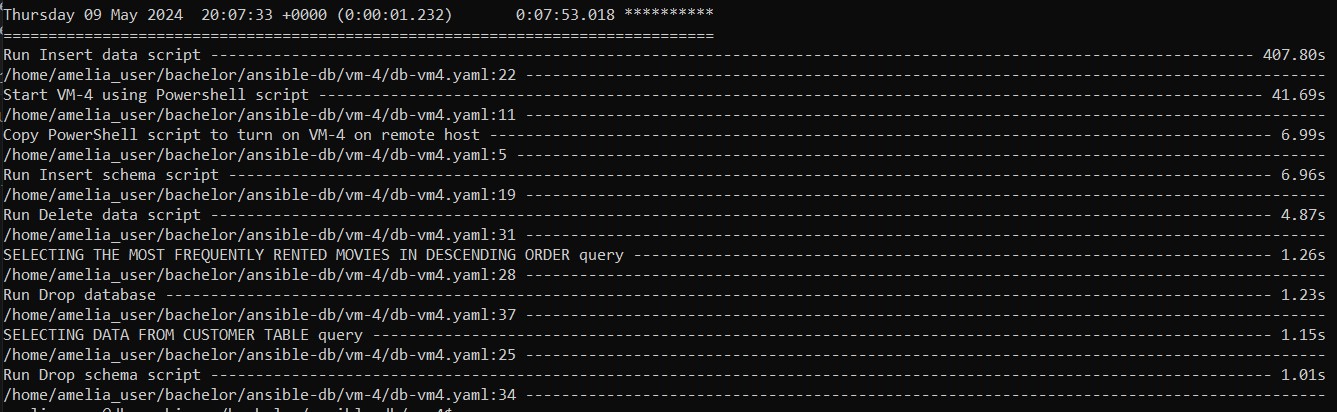 Thursday 09 May 2024  20:07:33 +0000 (0:00:01.232)       0:07:53.018 **********
===============================================================================
Run Insert data script -------------------------------------------------------------------------------------------------------------------- 407.80s
/home/amelia_user/bachelor/ansible-db/vm-4/db-vm4.yaml:22 -----------------------------------------------------------------------------------------
Start VM-4 using Powershell script --------------------------------------------------------------------------------------------------------- 41.69s
/home/amelia_user/bachelor/ansible-db/vm-4/db-vm4.yaml:11 -----------------------------------------------------------------------------------------
Copy PowerShell script to turn on VM-4 on remote host --------------------------------------------------------------------------------------- 6.99s
/home/amelia_user/bachelor/ansible-db/vm-4/db-vm4.yaml:5 ------------------------------------------------------------------------------------------
Run Insert schema script -------------------------------------------------------------------------------------------------------------------- 6.96s
/home/amelia_user/bachelor/ansible-db/vm-4/db-vm4.yaml:19 -----------------------------------------------------------------------------------------
Run Delete data script ---------------------------------------------------------------------------------------------------------------------- 4.87s
/home/amelia_user/bachelor/ansible-db/vm-4/db-vm4.yaml:31 -----------------------------------------------------------------------------------------
SELECTING THE MOST FREQUENTLY RENTED MOVIES IN DESCENDING ORDER query ----------------------------------------------------------------------- 1.26s
/home/amelia_user/bachelor/ansible-db/vm-4/db-vm4.yaml:28 -----------------------------------------------------------------------------------------
Run Drop database --------------------------------------------------------------------------------------------------------------------------- 1.23s
/home/amelia_user/bachelor/ansible-db/vm-4/db-vm4.yaml:37 -----------------------------------------------------------------------------------------
SELECTING DATA FROM CUSTOMER TABLE query ---------------------------------------------------------------------------------------------------- 1.15s
/home/amelia_user/bachelor/ansible-db/vm-4/db-vm4.yaml:25 -----------------------------------------------------------------------------------------
Run Drop schema script ---------------------------------------------------------------------------------------------------------------------- 1.01s
/home/amelia_user/bachelor/ansible-db/vm-4/db-vm4.yaml:34 -----------------------------------------------------------------------------------------